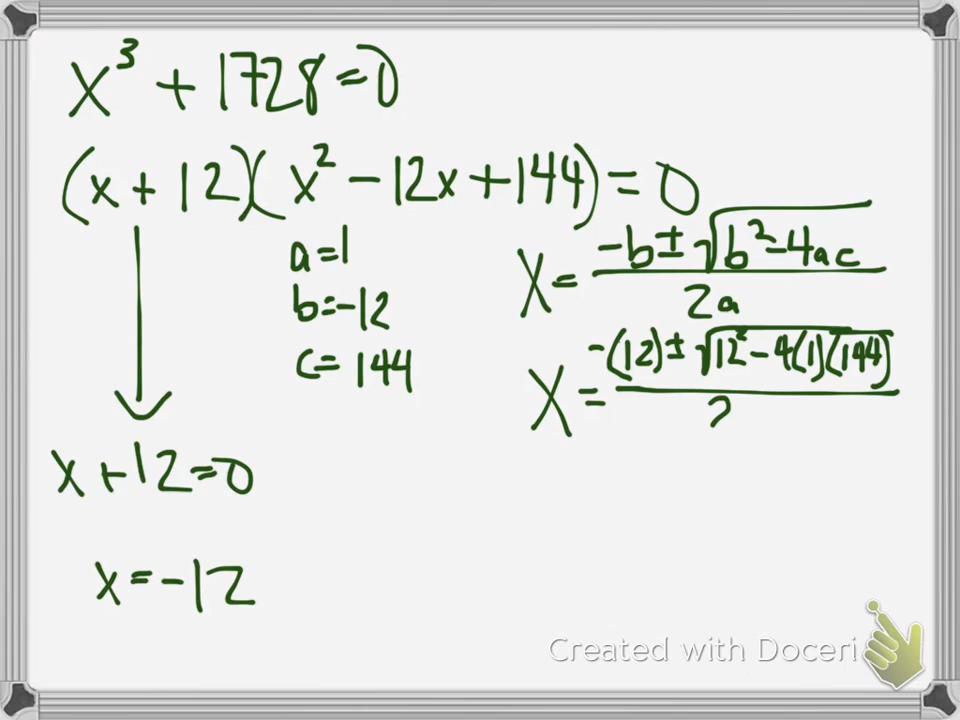 x³ + 1728 = 0
(x + 12)(x² - 12x + 144) = 0
a = 1
b = -12
c = 144
x = (-b ± √(b² - 4ac)) / 2a
x = (-(12) ± √(12² - 4(1)(144))) / 2
x + 12 = 0
x = -12
Created with Doceri